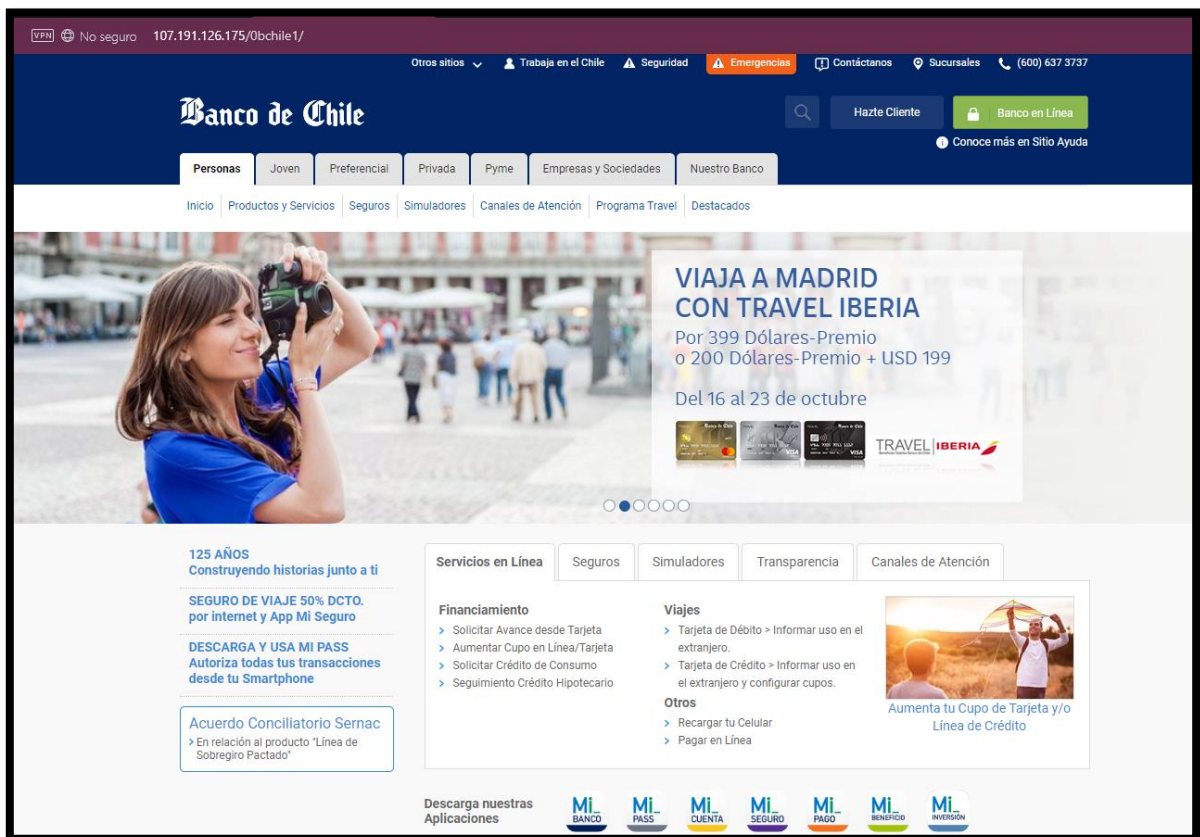 VPN No seguro 107.191.126.175/0bchile1/
Otros sitios Trabaja en el Chile Seguridad Emergencias Contáctanos Sucursales (600) 637 3737
Banco de Chile
Hazte Cliente Banco en Línea
Conoce más en Sitio Ayuda
Personas Joven Preferencial Privada Pyme Empresas y Sociedades Nuestro Banco
Inicio Productos y Servicios Seguros Simuladores Canales de Atención Programa Travel Destacados
VIAJA A MADRID
CON TRAVEL IBERIA
Por 399 Dólares-Premio
o 200 Dólares-Premio + USD 199
Del 16 al 23 de octubre
TRAVEL IBERIA
125 AÑOS
Construyendo historias junto a ti
SEGURO DE VIAJE 50% DCTO.
por internet y App Mi Seguro
DESCARGA Y USA MI PASS
Autoriza todas tus transacciones
desde tu Smartphone
Acuerdo Conciliatorio Sernac
En relación al producto "Línea de
Sobregiro Pactado"
Servicios en Línea Seguros Simuladores Transparencia Canales de Atención
Financiamiento
Solicitar Avance desde Tarjeta
Aumentar Cupo en Línea/Tarjeta
Solicitar Crédito de Consumo
Seguimiento Crédito Hipotecario
Viajes
Tarjeta de Débito > Informar uso en el
extranjero.
Tarjeta de Crédito > Informar uso en
el extranjero y configurar cupos.
Otros
Recargar tu Celular
Pagar en Línea
Aumenta tu Cupo de Tarjeta y/o
Línea de Crédito
Descarga nuestras
Aplicaciones
Mi_ BANCO
Mi_ PASS
Mi_ CUENTA
Mi_ SEGURO
Mi_ PAGO
Mi_ BENEFICIO
Mi_ INVERSIÓN